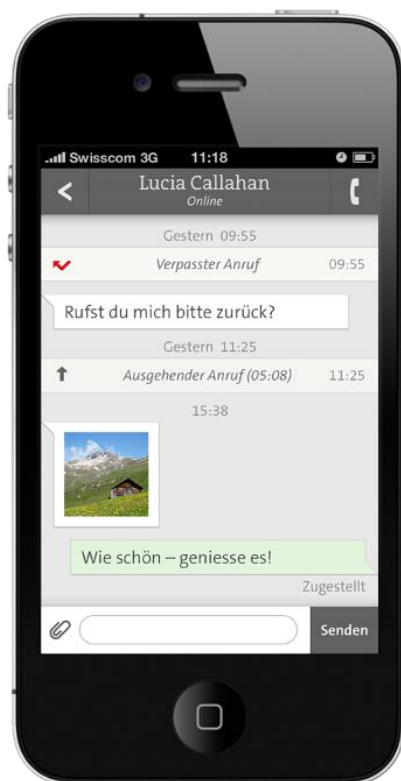 Swisscom 3G 11:18
Lucia Callahan
Online
Gestern 09:55
Verpasster Anruf 09:55
Rufst du mich bitte zurück?
Gestern 11:25
Ausgehender Anruf (05:08) 11:25
15:38
Wie schön – geniesse es!
Zugestellt
Senden